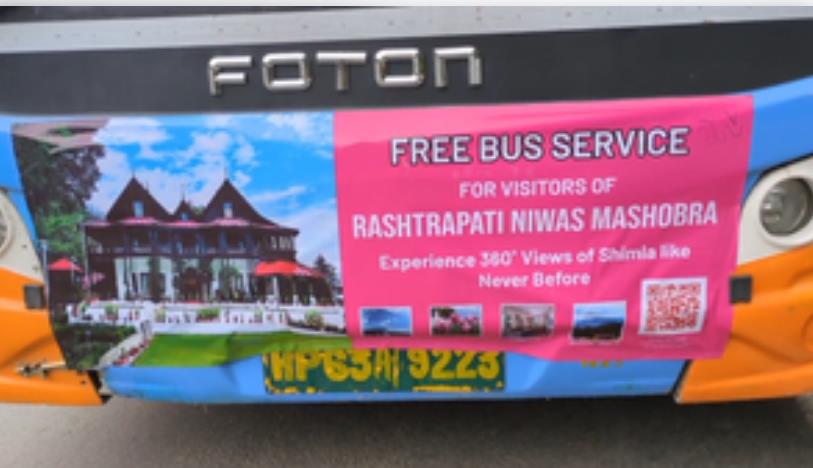 FOTON
FREE BUS SERVICE
FOR VISITORS OF
RASHTRAPATI NIWAS MASHOBRA
Experience 360° Views of Shimla like
Never Before
HP63A 9223